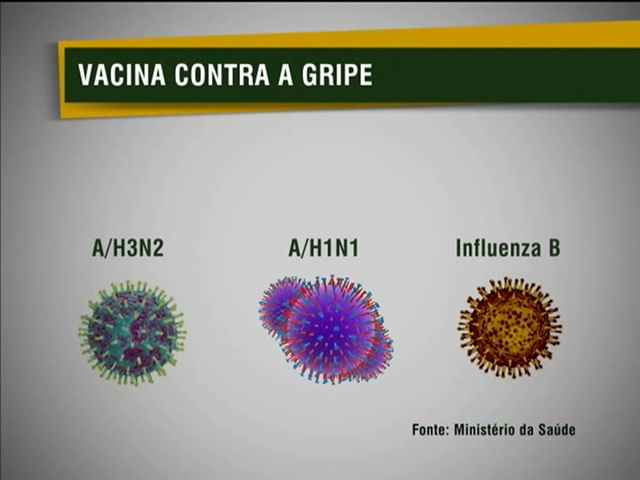 VACINA CONTRA A GRIPE
A/H3N2
A/H1N1
Influenza B
Fonte: Ministério da Saúde